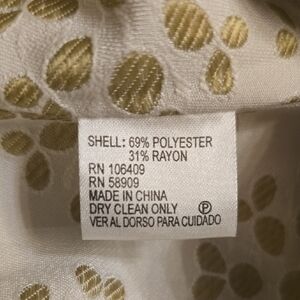 SHELL: 69% POLYESTER
31% RAYON
RN 106409
RN 58909
MADE IN CHINA
DRY CLEAN ONLY Ⓟ
VER AL DORSO PARA CUIDADO